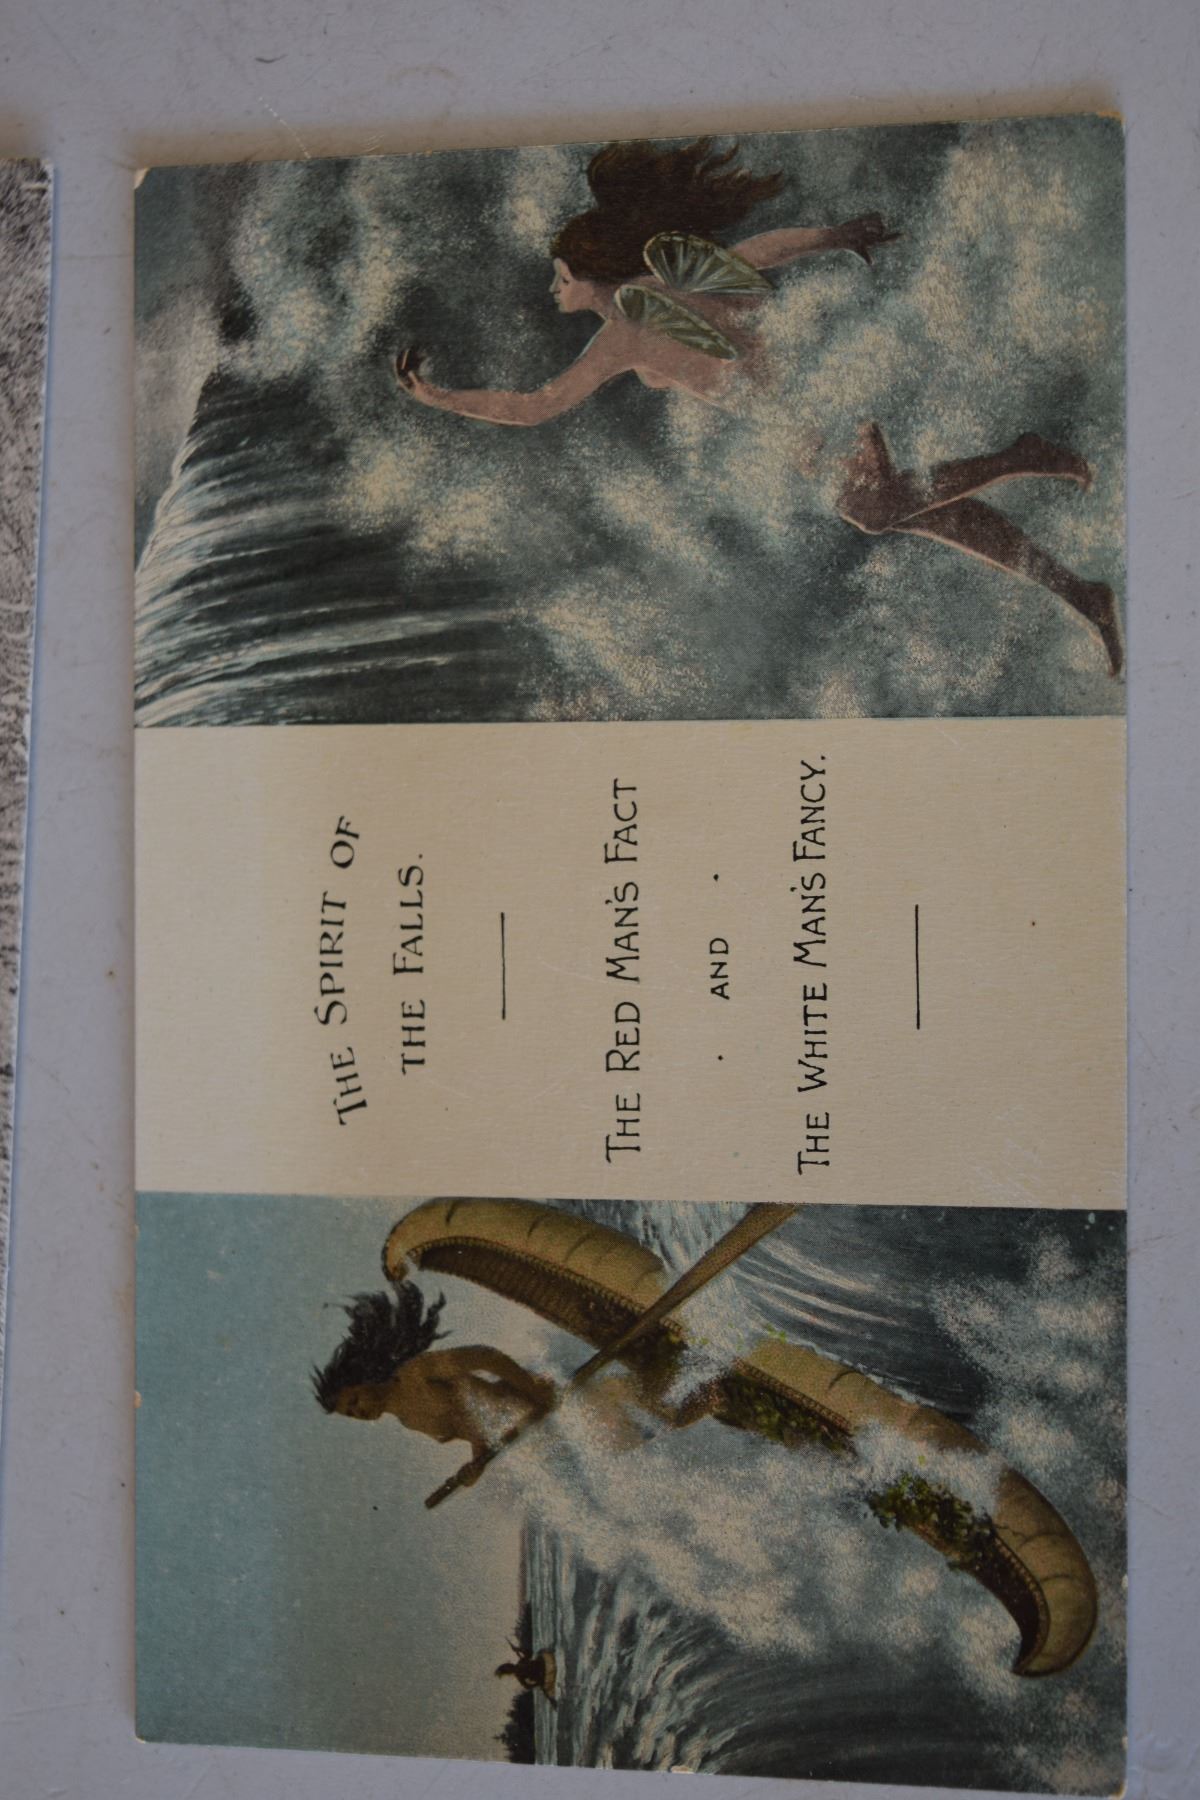 THE SPIRIT OF
THE FALLS.
THE RED MAN'S FACT
· AND ·
THE WHITE MAN'S FANCY.